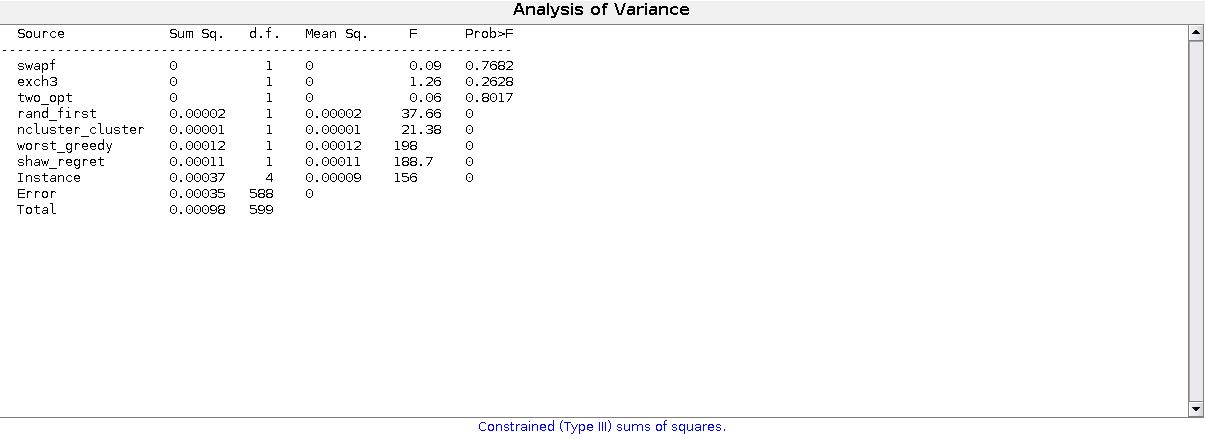 Analysis of Variance
Source Sum Sq. d.f. Mean Sq. F Prob>F
swapf 0 1 0 0.09 0.7682
exch3 0 1 0 1.26 0.2628
two_opt 0 1 0 0.06 0.8017
rand_first 0.00002 1 0.00002 37.66 0
ncluster_cluster 0.00001 1 0.00001 21.38 0
worst_greedy 0.00012 1 0.00012 198 0
shaw_regret 0.00011 1 0.00011 188.7 0
Instance 0.00037 4 0.00009 156 0
Error 0.00035 588 0
Total 0.00098 599
Constrained (Type III) sums of squares.